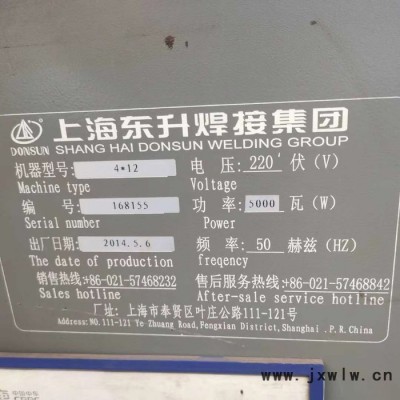 DONSUN
上海东升焊接集团
SHANG HAI DONSUN WELDING GROUP
机器型号: 4*12 电 压: 220 伏 (V)
Machine type Voltage
编 号 168155 功 率: 5000 瓦 (W)
Serial number Power
出厂日期: 2014.5.6 频 率: 50 赫兹 (HZ)
The date of production freqency
销售热线:+86-021-57468232 售后服务热线:+86-021-57468842
Sales hotline After-sale service hotline
厂 址: 上海市奉贤区叶庄公路111-121号
Address:NO.111-121 Ye Zhuang Road,Pengxian District,Shanghai .P.R.China
www.jxwlw.cn